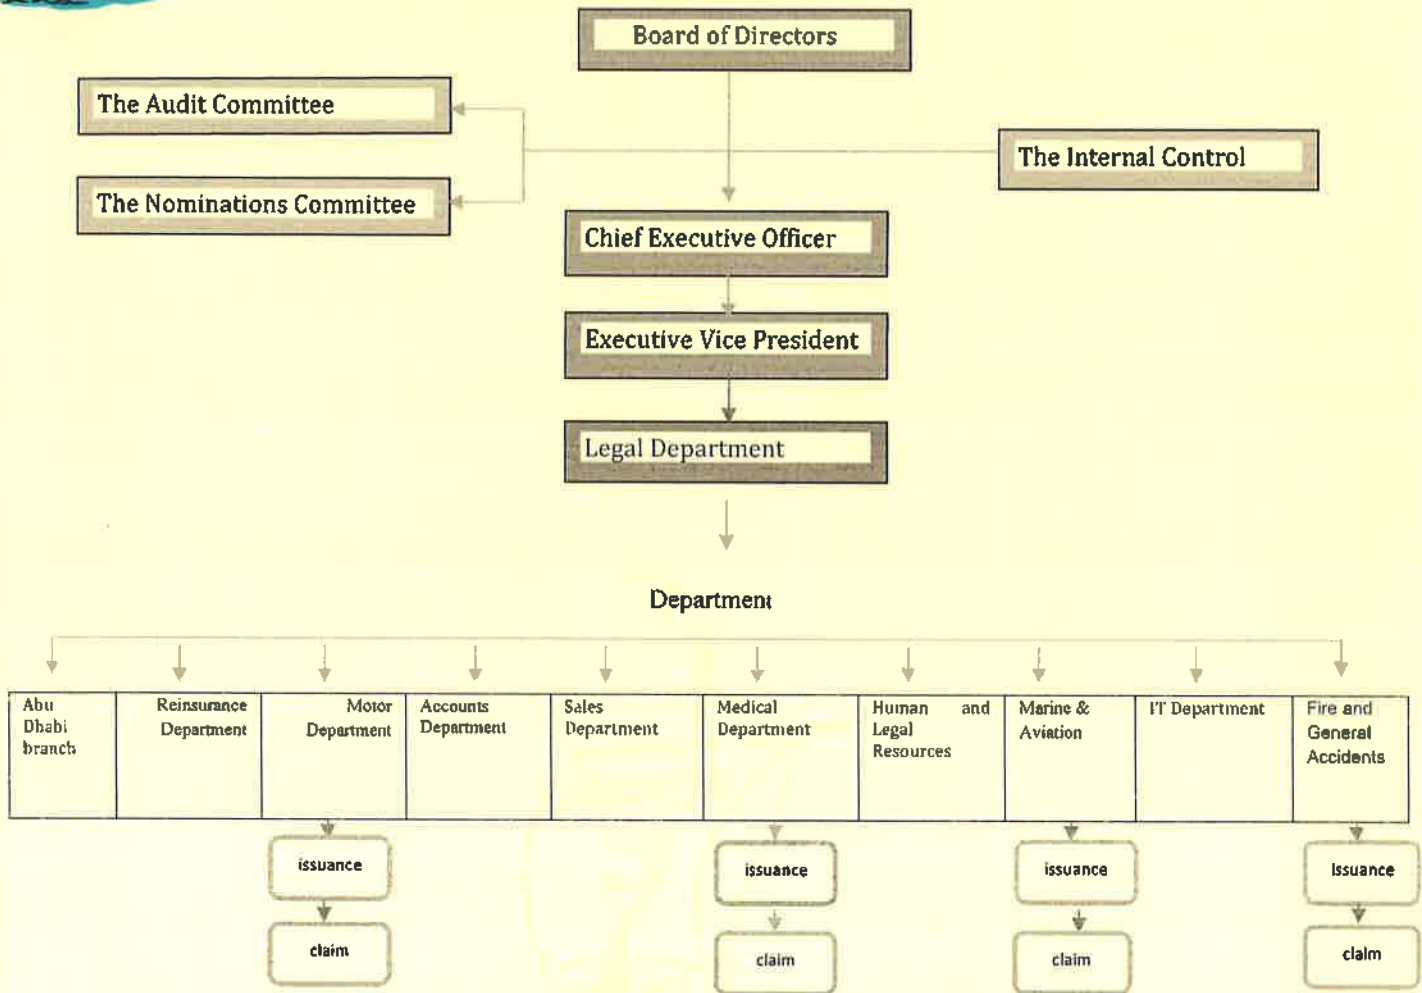 Board of Directors
The Audit Committee
The Internal Control
The Nominations Committee
Chief Executive Officer
Executive Vice President
Legal Department
Department
Abu
Dhabi
branch
Reinsurance
Department
Motor
Department
Accounts
Department
Sales
Department
Medical
Department
Human and
Legal
Resources
Marine &
Aviation
IT Department
Fire and
General
Accidents
issuance
issuance
issuance
Issuance
claim
claim
claim
claim